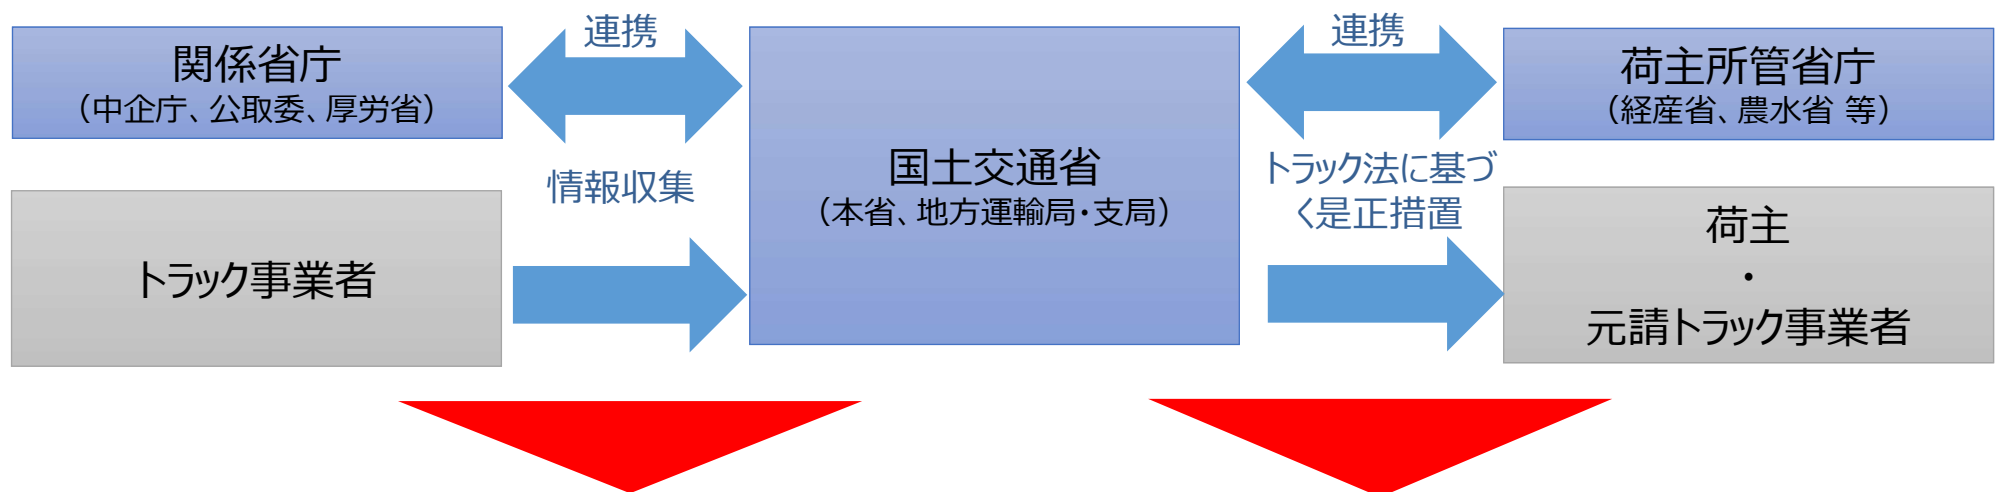 連携
関係省庁
（中企庁、公取委、厚労省）
情報収集
トラック事業者
国土交通省
（本省、地方運輸局・支局）
連携
荷主所管省庁
（経産省、農水省 等）
トラック法に基づ
く是正措置
荷主
・
元請トラック事業者